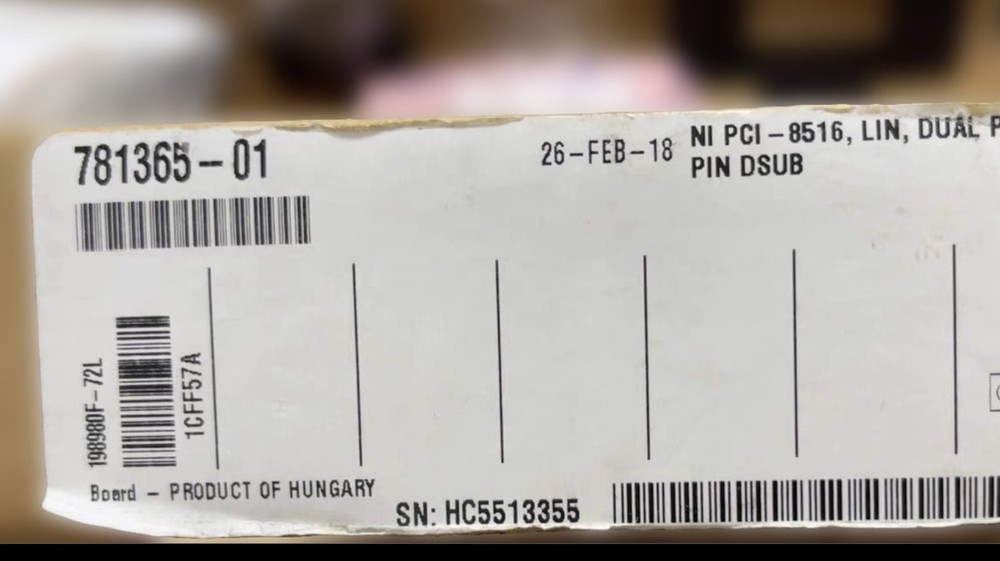 781365-01
26-FEB-18
NI PCI-8516, LIN, DUAL
PIN DSUB
198980F-72L
1CFF57A
Board - PRODUCT OF HUNGARY
SN: HC5513355